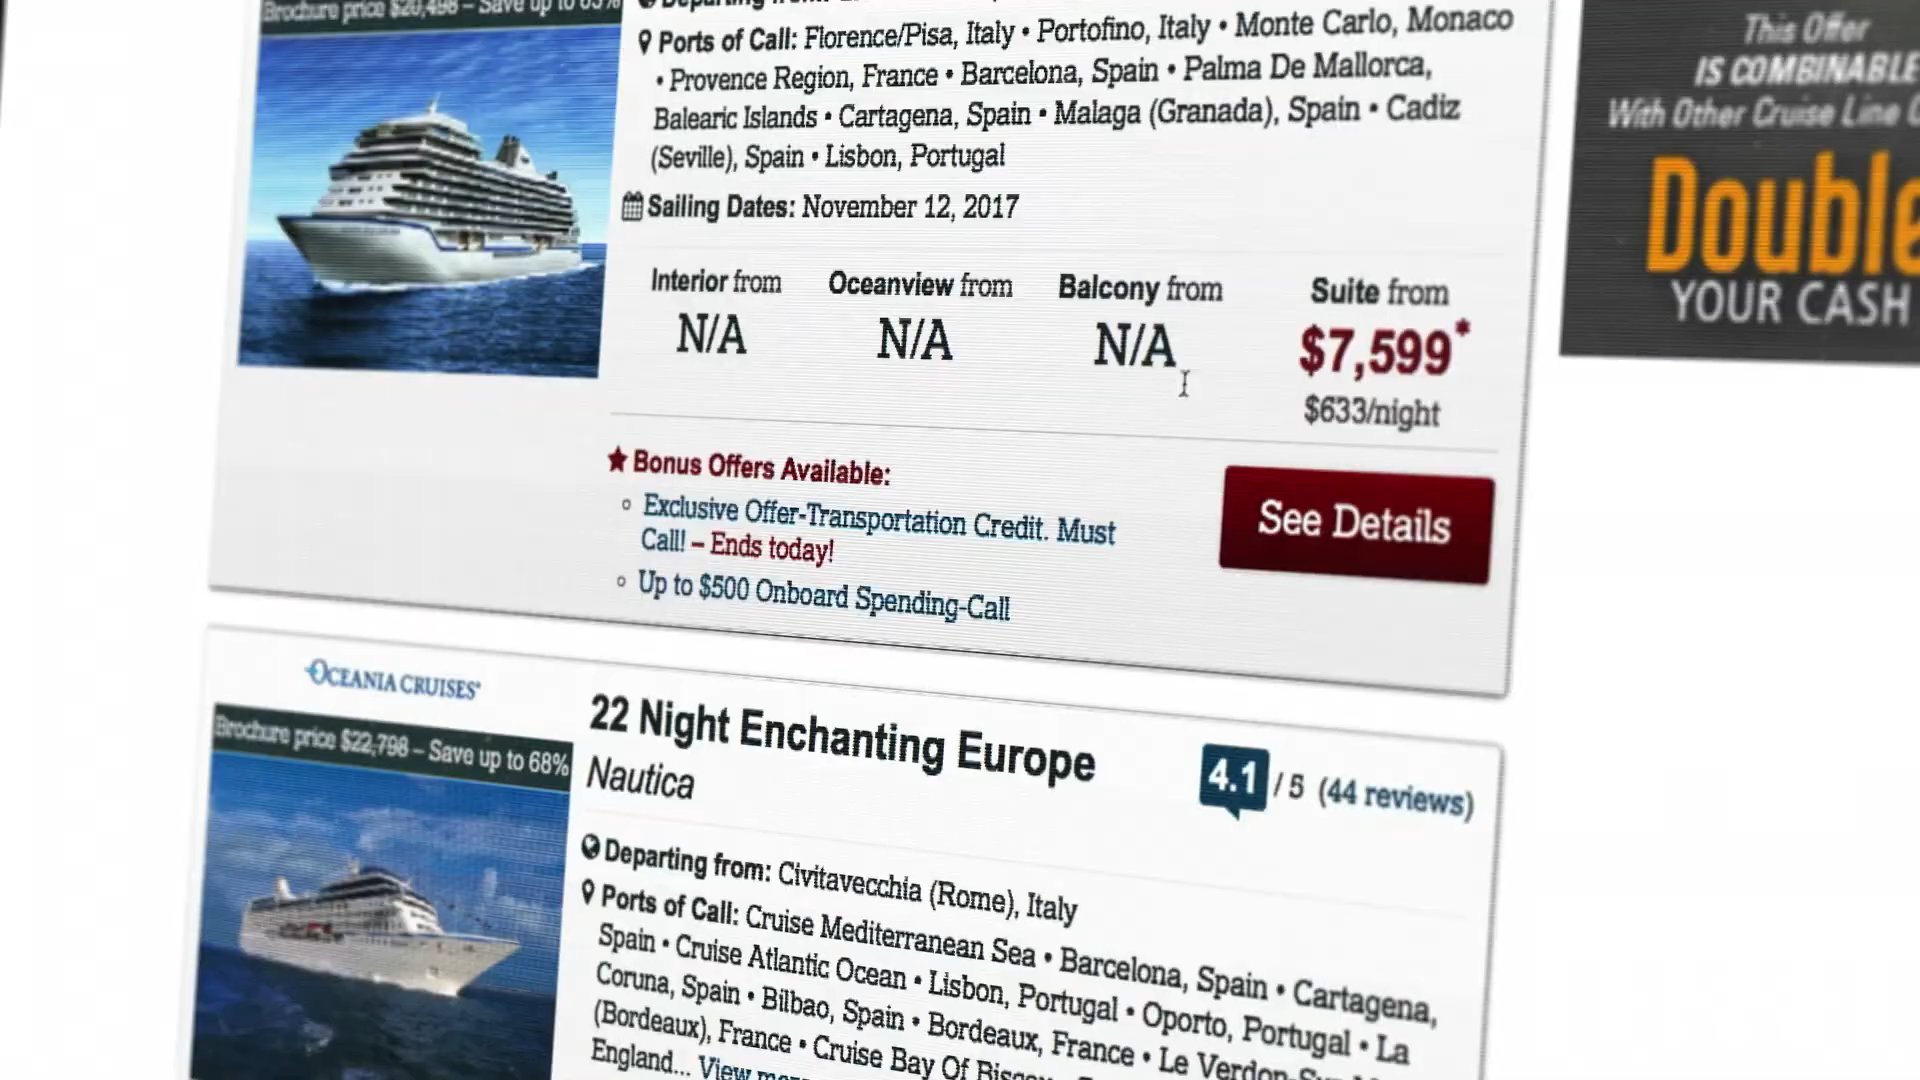 Brochure price $20,498 – Save up to 63%
Departing from:
Ports of Call: Florence/Pisa, Italy • Portofino, Italy • Monte Carlo, Monaco
• Provence Region, France • Barcelona, Spain • Palma De Mallorca,
Balearic Islands • Cartagena, Spain • Malaga (Granada), Spain • Cadiz
(Seville), Spain • Lisbon, Portugal
Sailing Dates: November 12, 2017
Interior from Oceanview from Balcony from Suite from
N/A N/A N/A $7,599*
$633/night
Bonus Offers Available:
Exclusive Offer-Transportation Credit. Must
Call! – Ends today!
Up to $500 Onboard Spending-Call
See Details
This Offer
IS COMBINABLE
With Other Cruise Line
Double
YOUR CASH
OCEANIA CRUISES®
Brochure price $22,798 – Save up to 68%
22 Night Enchanting Europe
Nautica
4.1 / 5 (44 reviews)
Departing from: Civitavecchia (Rome), Italy
Ports of Call: Cruise Mediterranean Sea • Barcelona, Spain • Cartagena,
Spain • Cruise Atlantic Ocean • Lisbon, Portugal • Oporto, Portugal • La
Coruna, Spain • Bilbao, Spain • Bordeaux, France • Le Verdon-Sur
(Bordeaux), France • Cruise Bay Of Biscay
England... View more